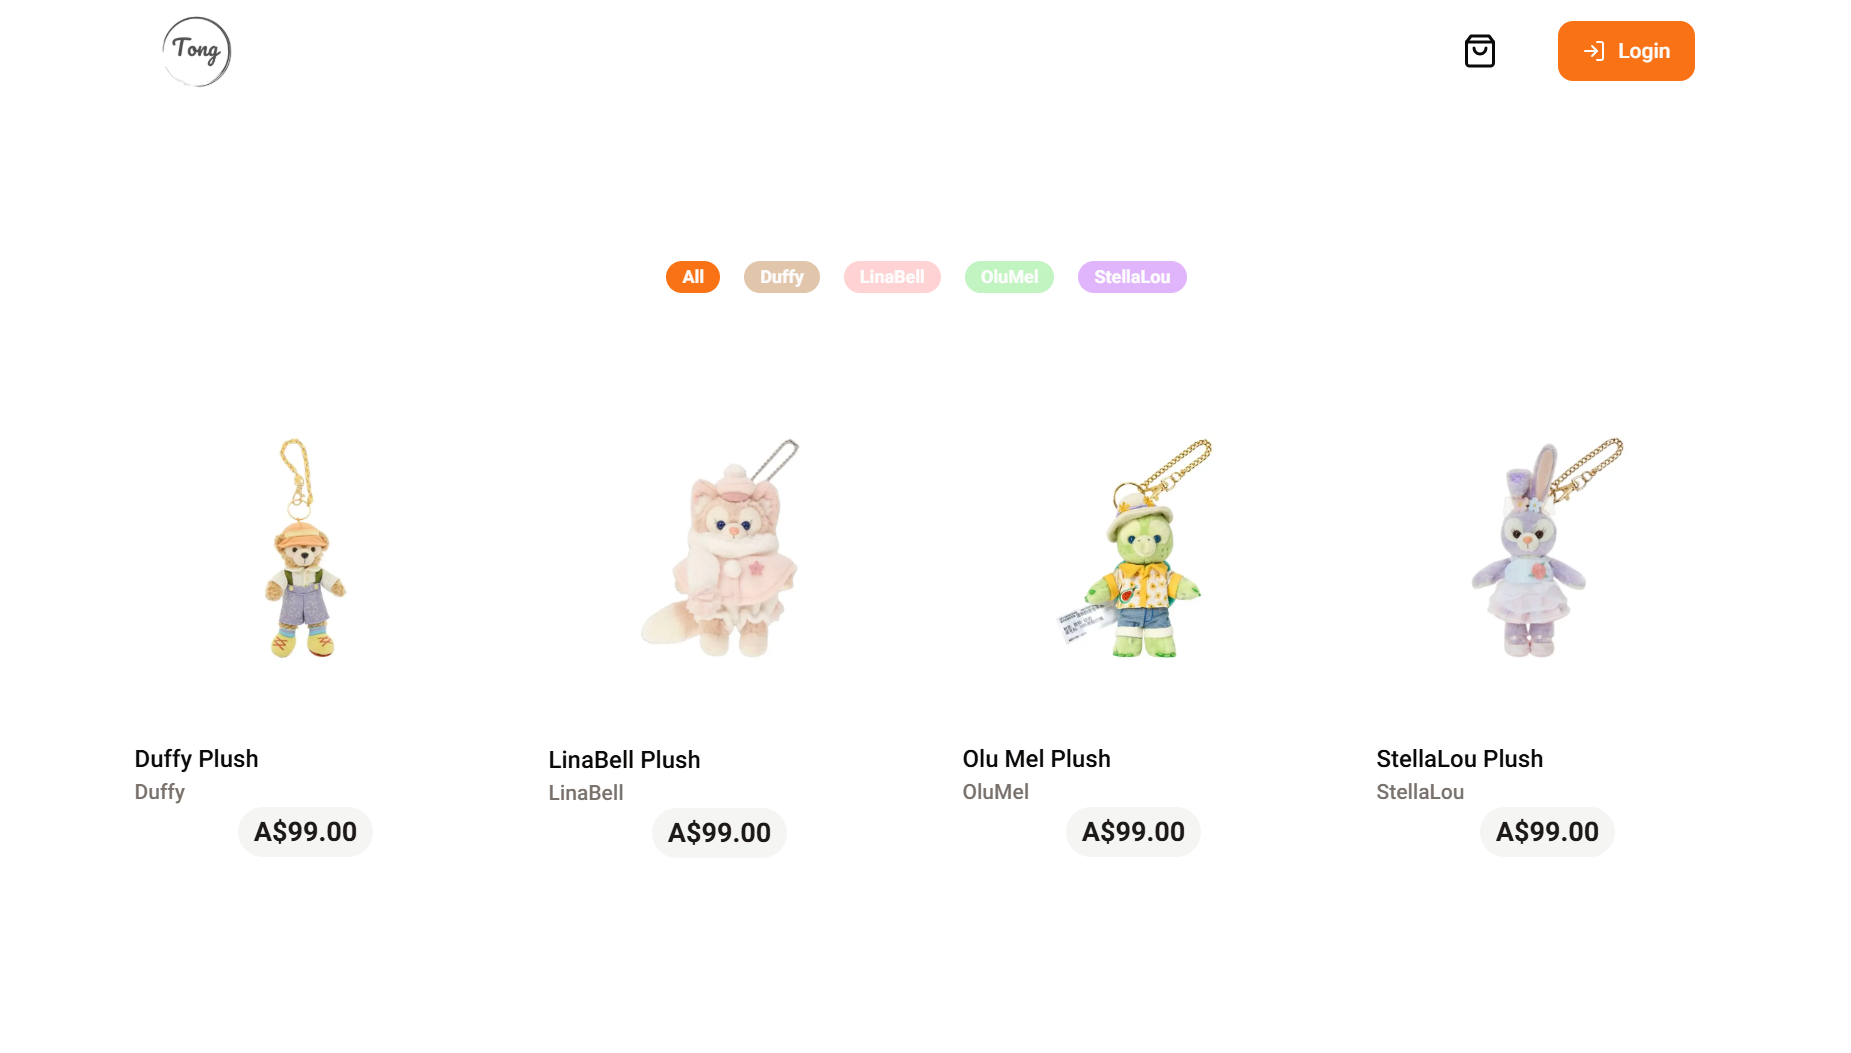 Tong
Login
All
Duffy
LinaBell
OluMel
StellaLou
Duffy Plush
Duffy
A$99.00
LinaBell Plush
LinaBell
A$99.00
Olu Mel Plush
OluMel
A$99.00
StellaLou Plush
StellaLou
A$99.00